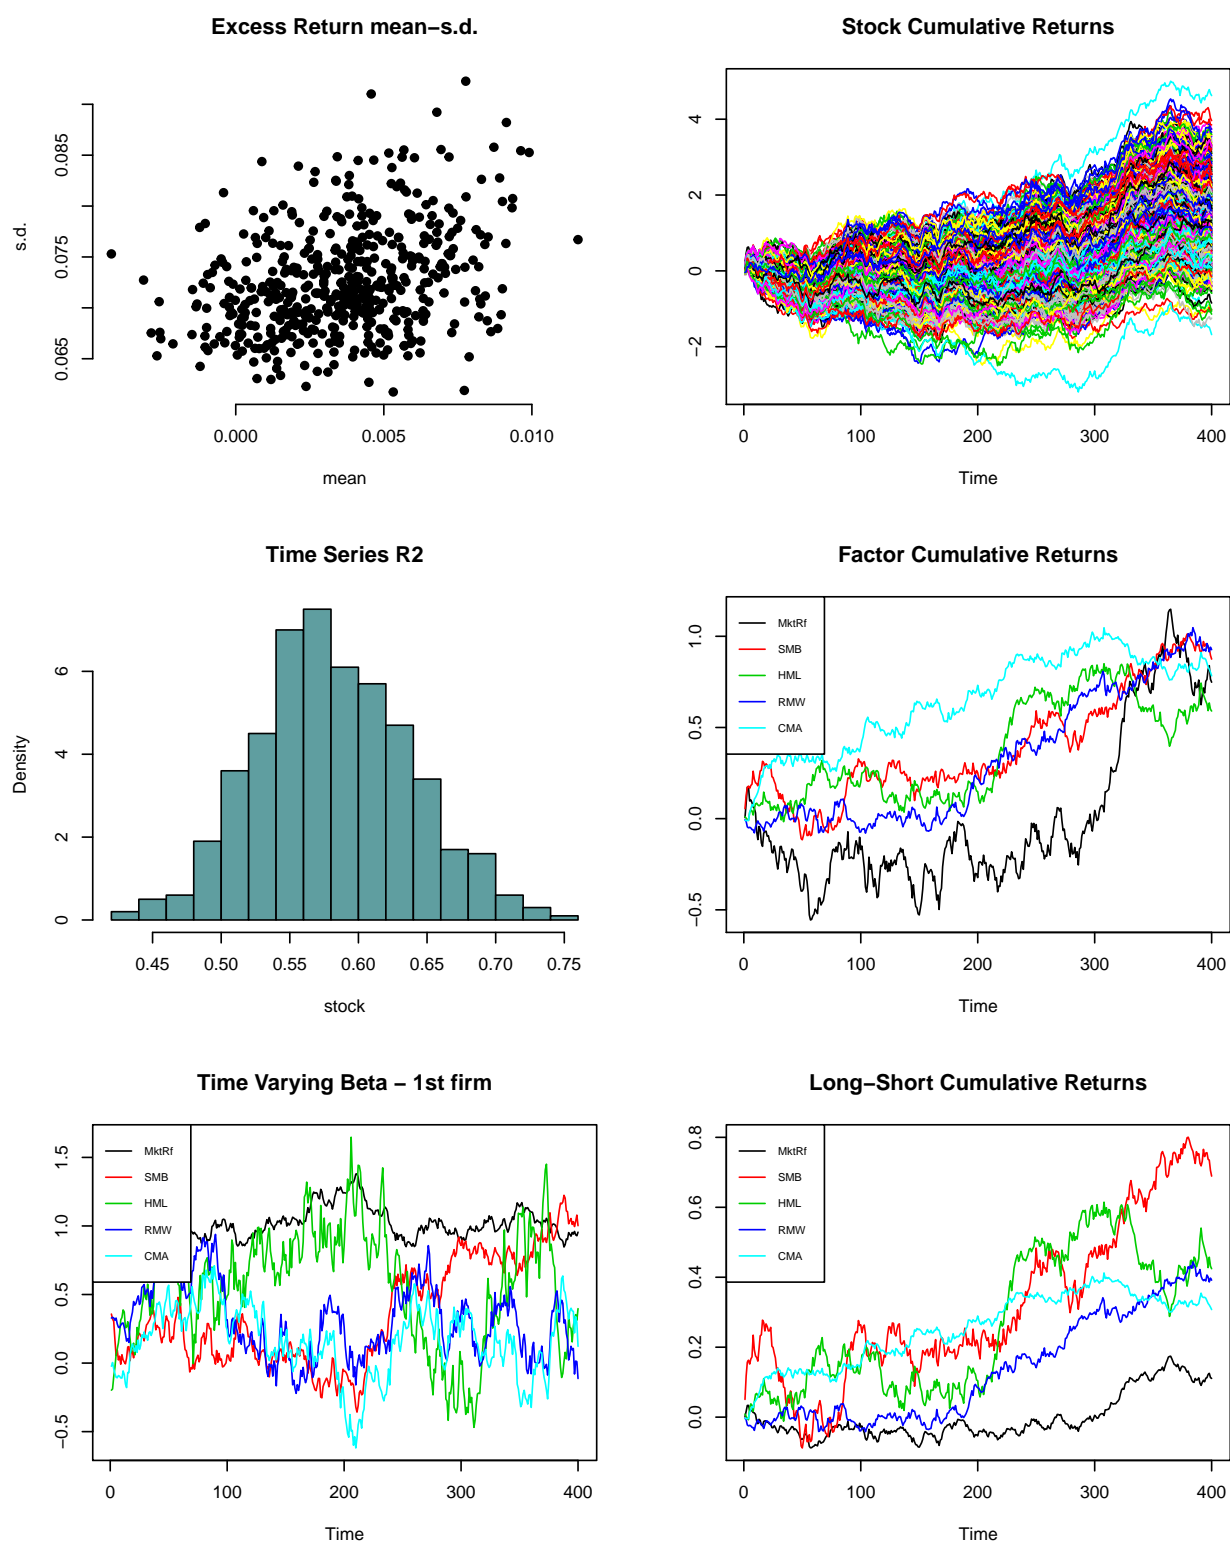 Excess Return mean−s.d.
s.d.
0.065
0.075
0.085
0.000
0.005
0.010
mean
Stock Cumulative Returns
4
2
0
−2
0
100
200
300
400
Time
Time Series R2
Density
0
2
4
6
0.45
0.50
0.55
0.60
0.65
0.70
0.75
stock
Factor Cumulative Returns
MktRf
SMB
HML
RMW
CMA
1.0
0.5
0.0
−0.5
0
100
200
300
400
Time
Time Varying Beta − 1st firm
MktRf
SMB
HML
RMW
CMA
1.5
1.0
0.5
0.0
−0.5
0
100
200
300
400
Time
Long−Short Cumulative Returns
MktRf
SMB
HML
RMW
CMA
0.8
0.6
0.4
0.2
0.0
0
100
200
300
400
Time